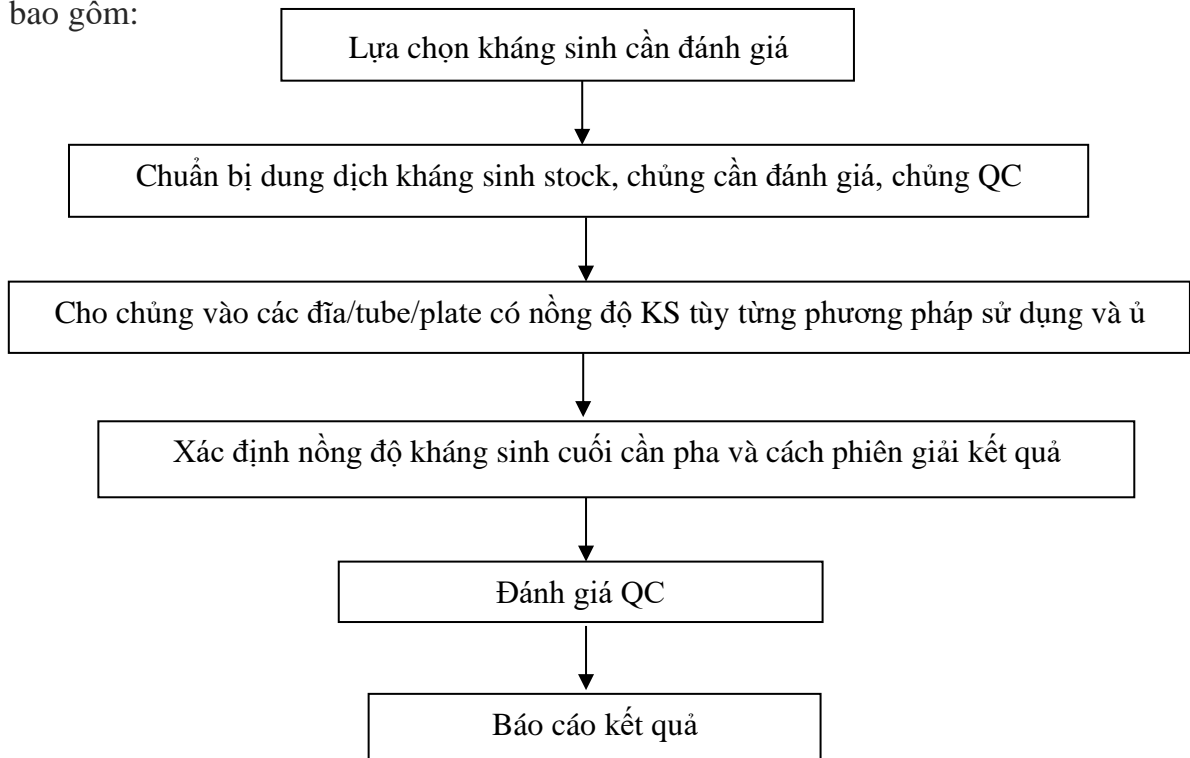 bao gồm:
Lựa chọn kháng sinh cần đánh giá
Chuẩn bị dung dịch kháng sinh stock, chủng cần đánh giá, chủng QC
Cho chủng vào các đĩa/tube/plate có nồng độ KS tùy từng phương pháp sử dụng và ủ
Xác định nồng độ kháng sinh cuối cần pha và cách phiên giải kết quả
Đánh giá QC
Báo cáo kết quả